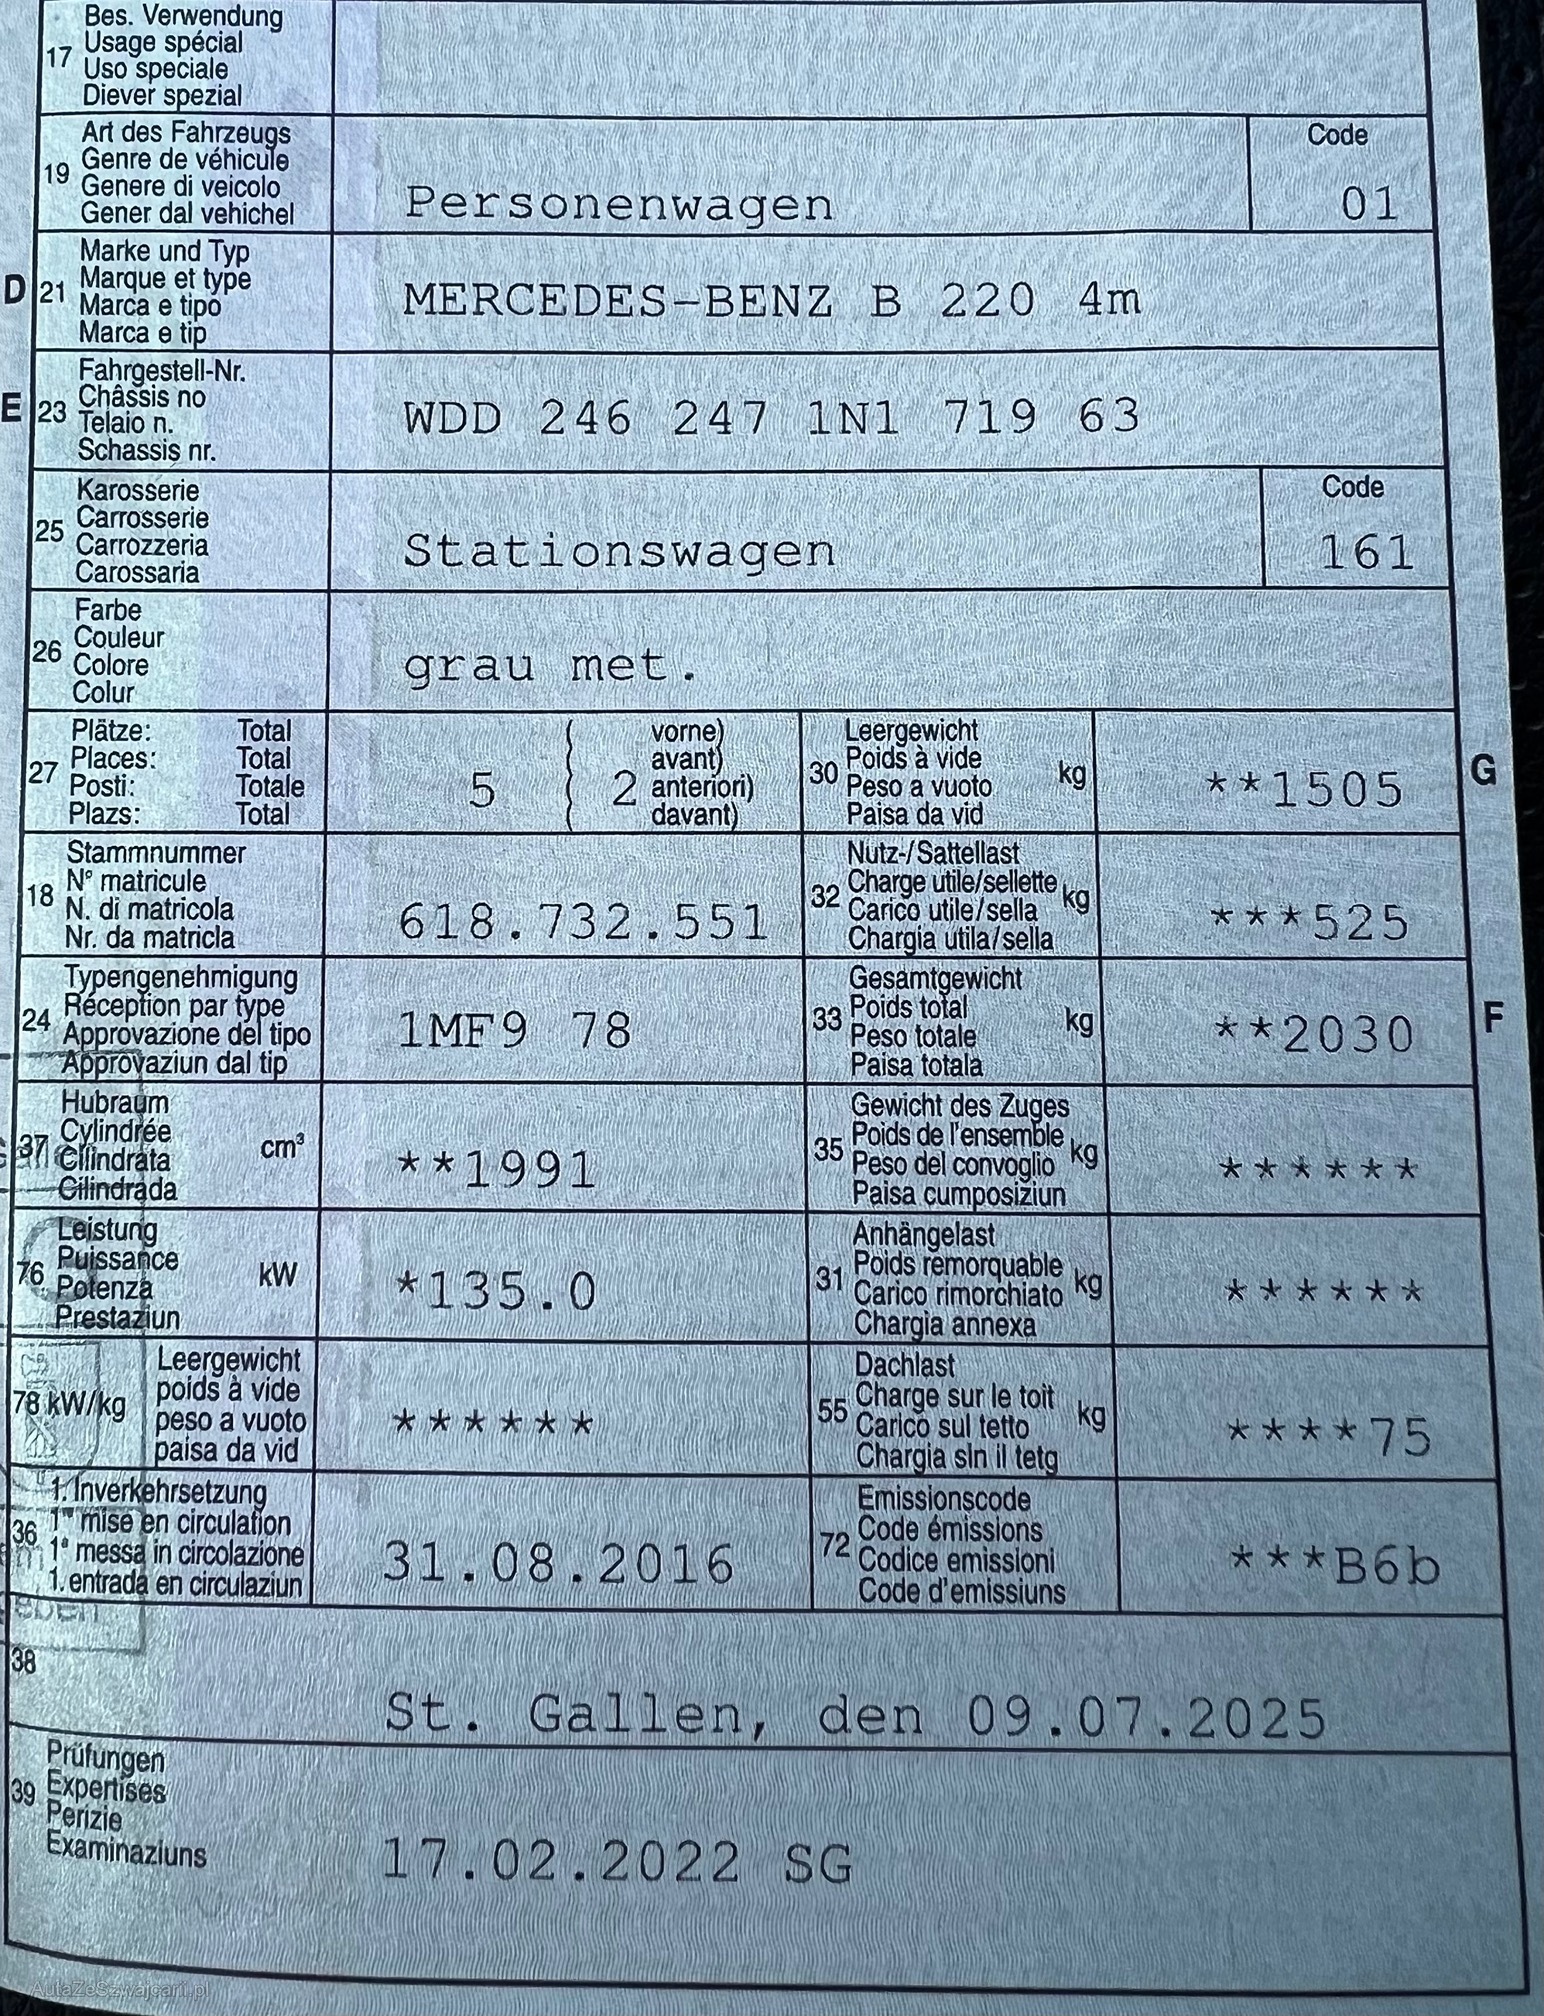 17 Bes. Verwendung
Usage spécial
Uso speciale
Diever spezial
19 Art des Fahrzeugs
Genre de véhicule
Genere di veicolo
Gener dal vehichel
Personenwagen
Code
01
D 21 Marke und Typ
Marque et type
Marca e tipo
Marca e tip
MERCEDES-BENZ B 220 4m
E 23 Fahrgestell-Nr.
Châssis no
Telaio n.
Schassis nr.
WDD 246 247 1N1 719 63
25 Karosserie
Carrosserie
Carrozzeria
Carossaria
Stationswagen
Code
161
26 Farbe
Couleur
Colore
Colur
grau met.
27 Plätze: Total
Places: Total
Posti: Totale
Plazs: Total
5 ( 2 vorne)
avant)
anteriori)
davant)
30 Leergewicht
Poids à vide
Peso a vuoto
Paisa da vid
kg
**1505
G
18 Stammnummer
N° matricule
N. di matricola
Nr. da matricla
618.732.551
32 Nutz-/Sattellast
Charge utile/sellette
Carico utile/sella
Chargia utila/sella
kg
***525
24 Typengenehmigung
Réception par type
Approvazione del tipo
Approvaziun dal tip
1MF9 78
33 Gesamtgewicht
Poids total
Peso totale
Paisa totala
kg
**2030
F
37 Hubraum
Cylindrée
Cilindrata
Cilindrada
cm³
**1991
35 Gewicht des Zuges
Poids de l'ensemble
Peso del convoglio
Paisa cumposiziun
kg
******
76 Leistung
Puissance
Potenza
Prestaziun
kW
*135.0
31 Anhängelast
Poids remorquable
Carico rimorchiato
Chargia annexa
kg
******
78 kW/kg
Leergewicht
poids à vide
peso a vuoto
paisa da vid
******
55 Dachlast
Charge sur le toit
Carico sul tetto
Chargia sin il tetg
kg
****75
36 1. Inverkehrsetzung
1re mise en circulation
1a messa in circolazione
1. entrada en circulaziun
31.08.2016
72 Emissionscode
Code émissions
Codice emissioni
Code d'emissiuns
***B6b
38
St. Gallen, den 09.07.2025
39 Prüfungen
Expertises
Perizie
Examinaziuns
17.02.2022 SG
AutaZeSzwajcarii.pl